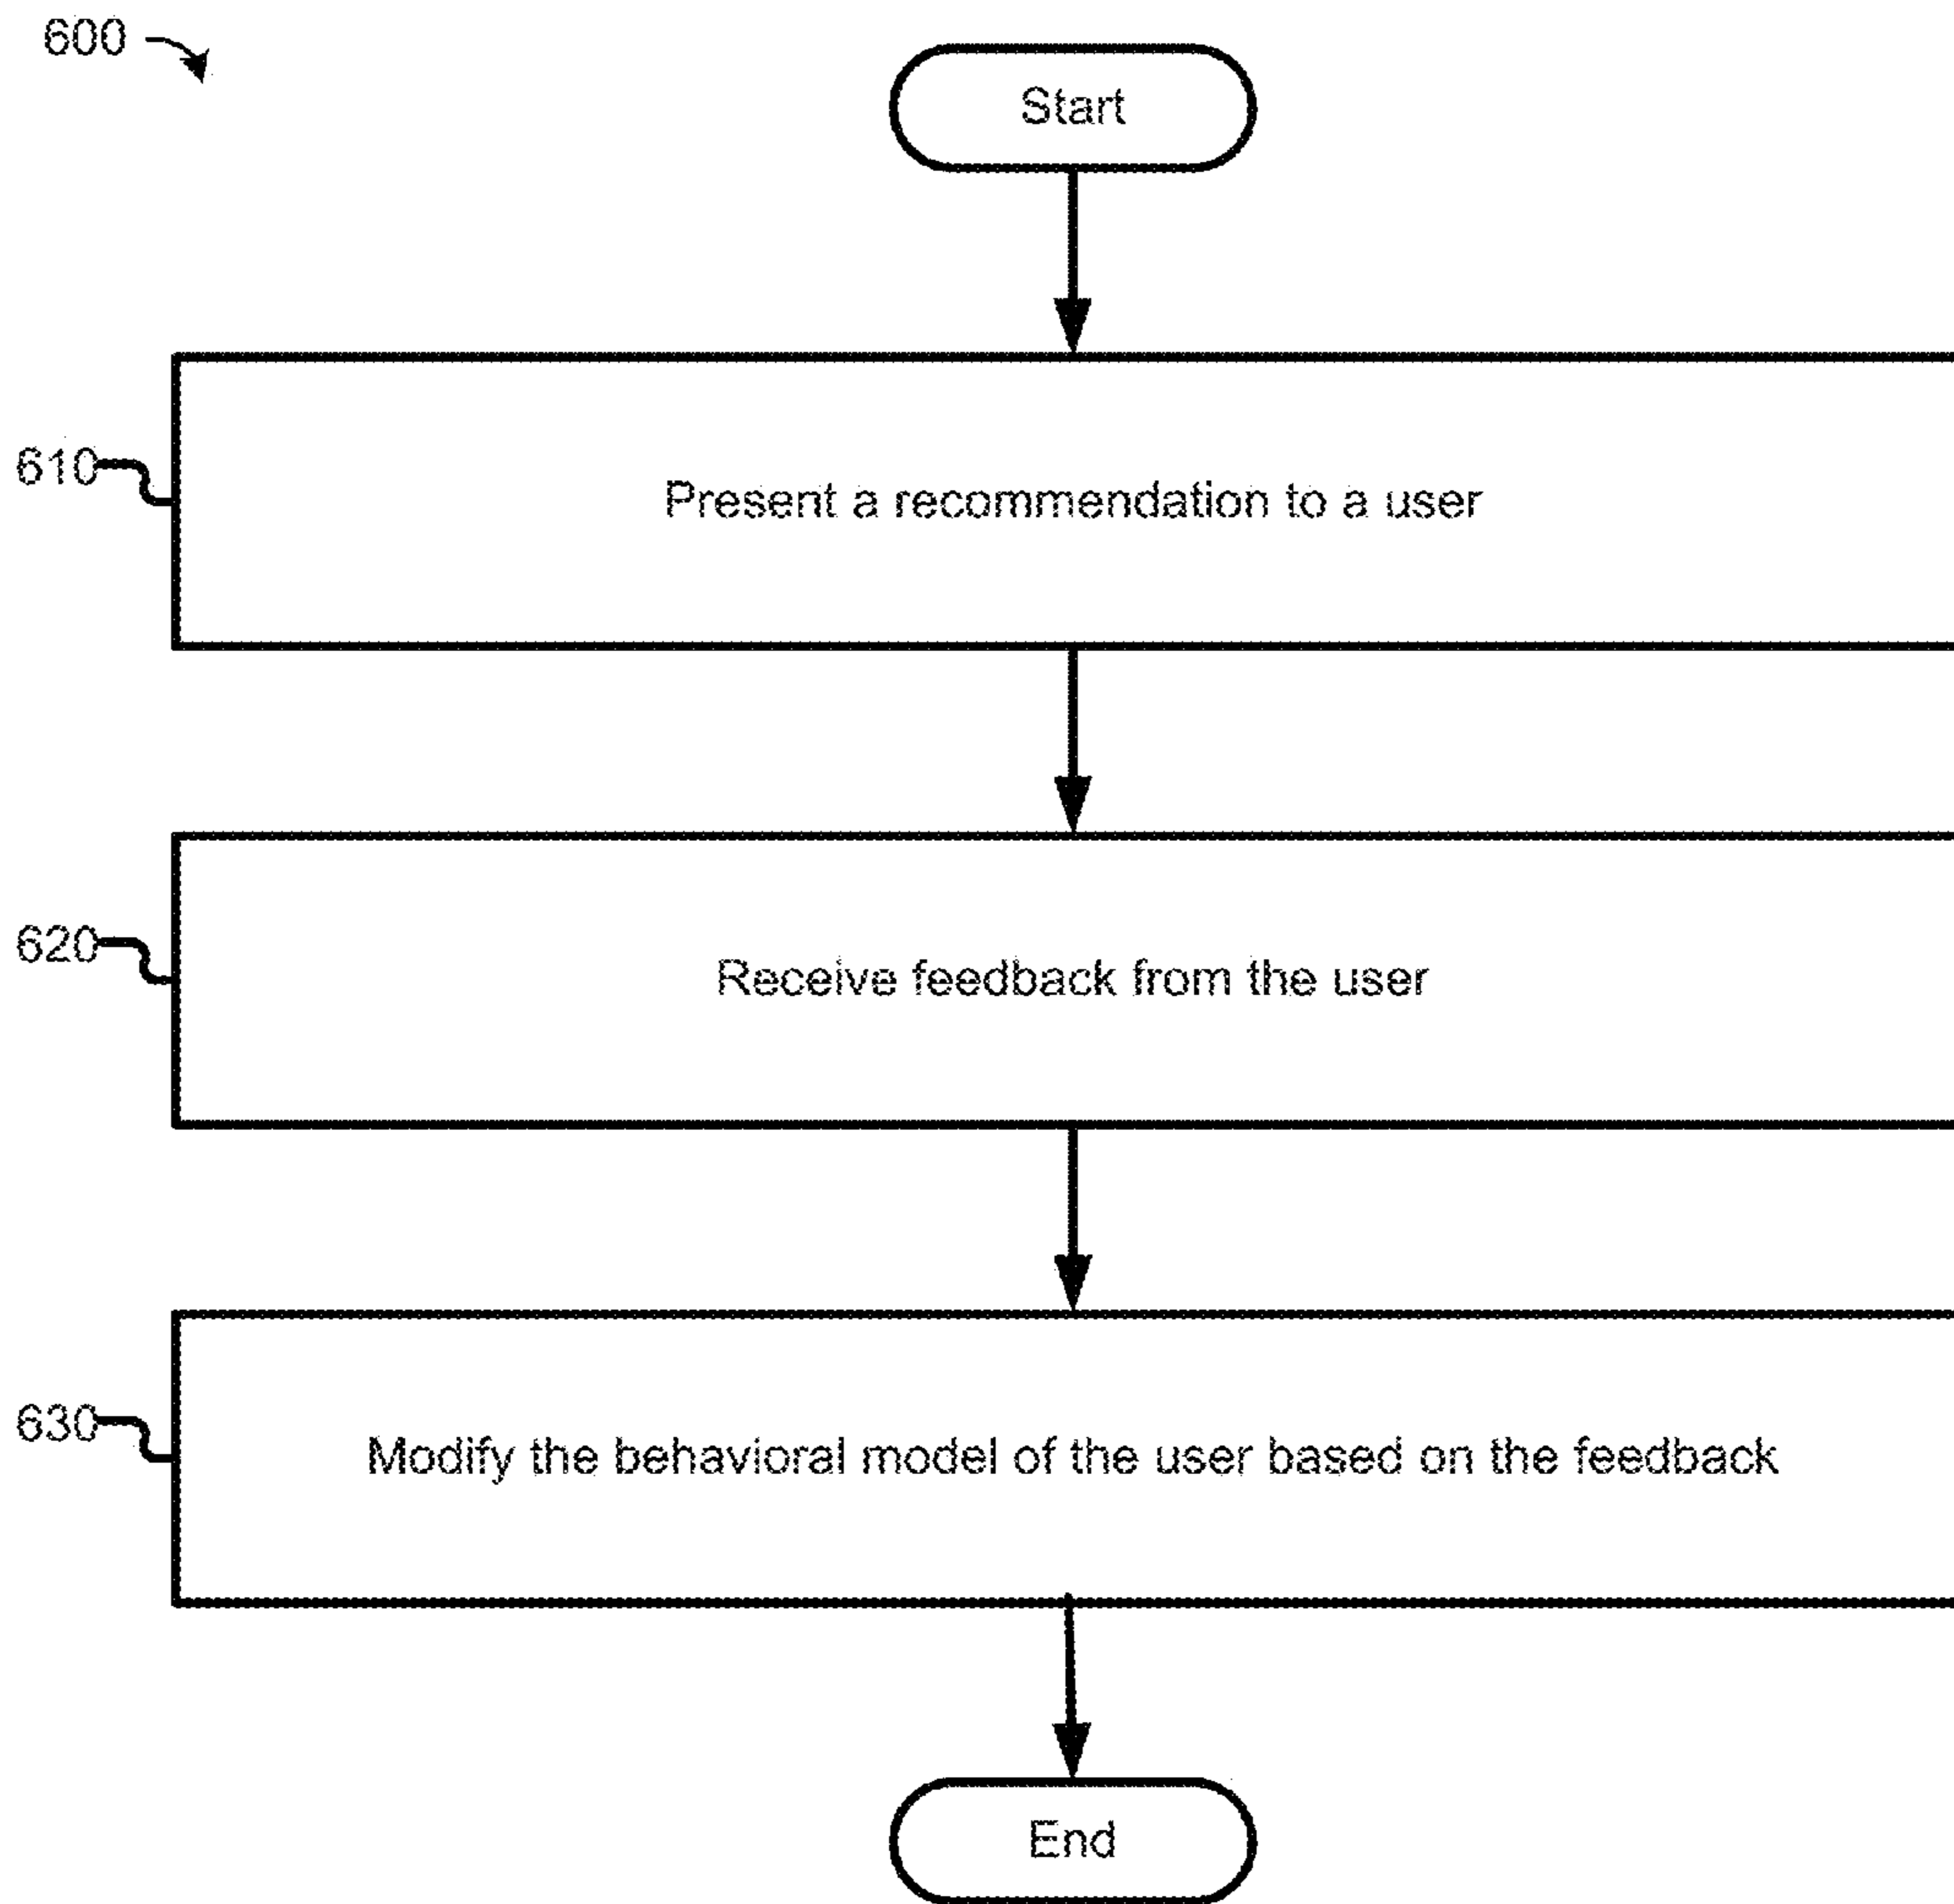 600
Start
610
Present a recommendation to a user
620
Receive feedback from the user
630
Modify the behavioral model of the user based on the feedback
End